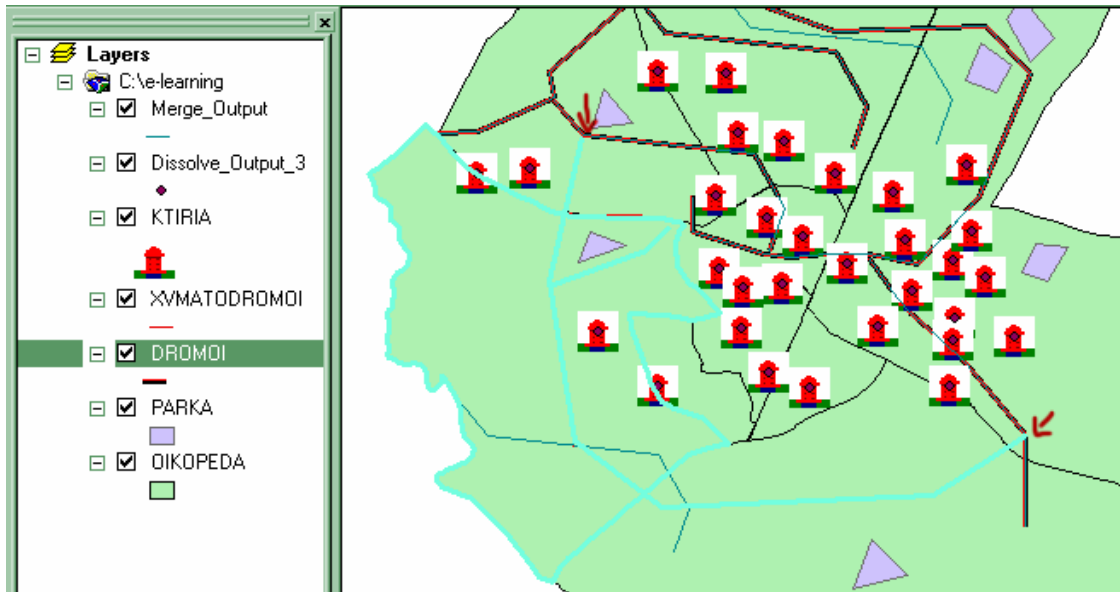 Layers
C:\e-learning
Merge_Output
Dissolve_Output_3
KTIRIA
XVMATODROMOI
DROMOI
PARKA
OIKOPEDA